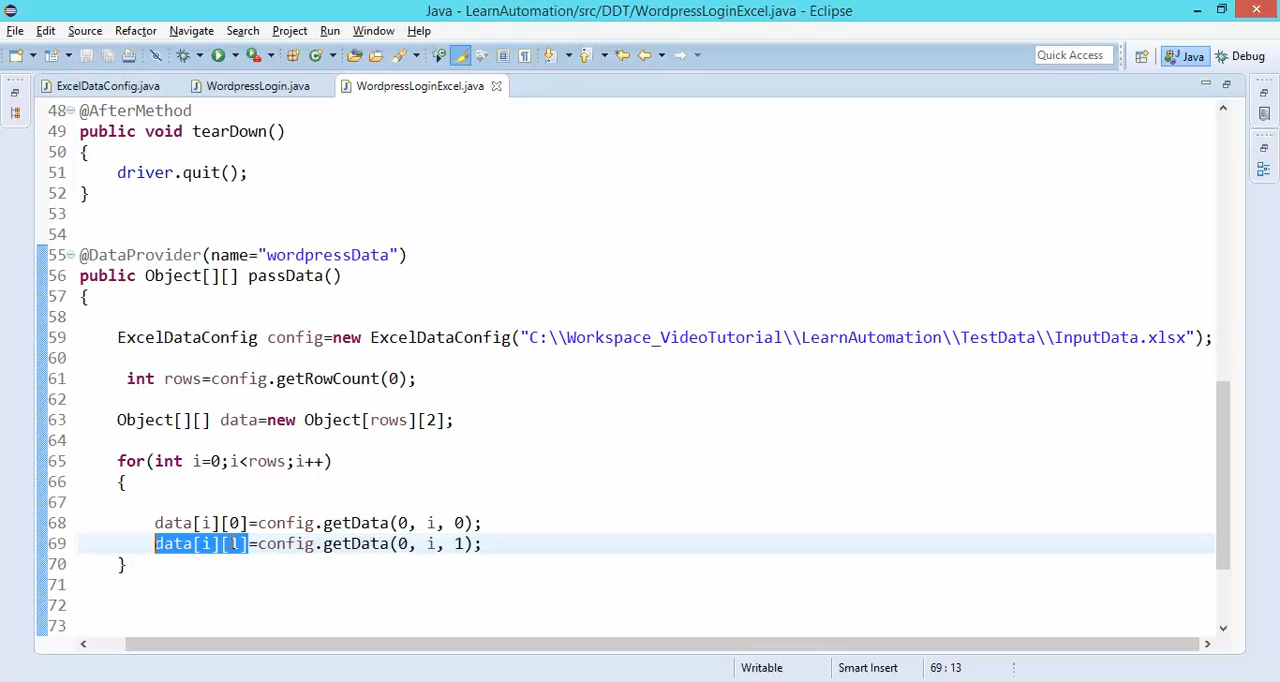 Java - LearnAutomation/src/DDT/WordpressLoginExcel.java - Eclipse
File Edit Source Refactor Navigate Search Project Run Window Help
Quick Access Java Debug
ExcelDataConfig.java WordpressLogin.java WordpressLoginExcel.java
48 @AfterMethod
49 public void tearDown()
50 {
51 driver.quit();
52 }
53
54
55 @DataProvider(name="wordpressData")
56 public Object[][] passData()
57 {
58
59 ExcelDataConfig config=new ExcelDataConfig("C:\\Workspace_VideoTutorial\\LearnAutomation\\TestData\\InputData.xlsx");
60
61 int rows=config.getRowCount(0);
62
63 Object[][] data=new Object[rows][2];
64
65 for(int i=0;i<rows;i++)
66 {
67
68 data[i][0]=config.getData(0, i, 0);
69 data[i][1]=config.getData(0, i, 1);
70 }
71
72
73
Writable Smart Insert 69 : 13